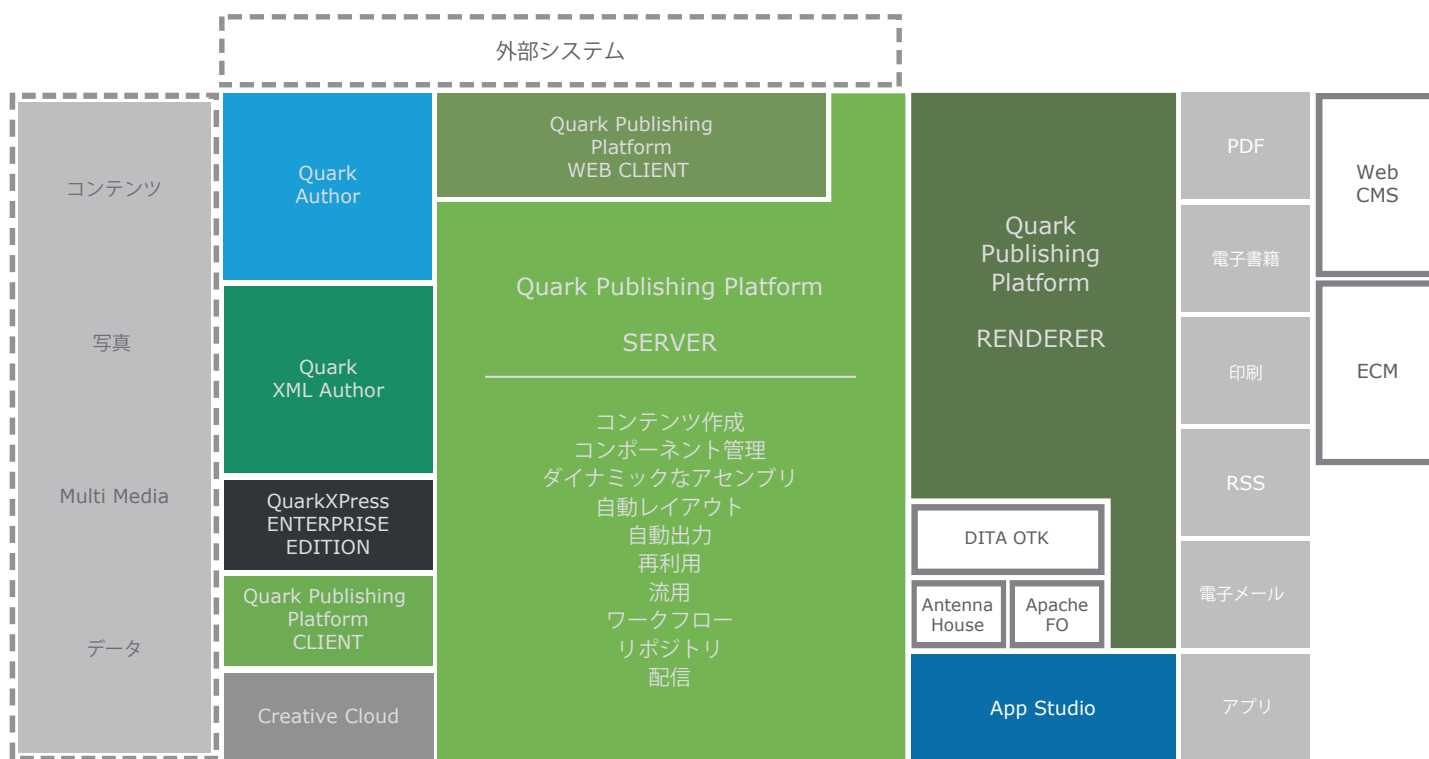 外部システム
コンテンツ
写真
Multi Media
データ
Quark
Author
Quark
XML Author
QuarkXPress
ENTERPRISE
EDITION
Quark Publishing
Platform
CLIENT
Creative Cloud
Quark Publishing
Platform
WEB CLIENT
Quark Publishing Platform
SERVER
コンテンツ作成
コンポーネント管理
ダイナミックなアセンブリ
自動レイアウト
自動出力
再利用
流用
ワークフロー
リポジトリ
配信
Quark
Publishing
Platform
RENDERER
DITA OTK
Antenna
House
Apache
FO
App Studio
PDF
電子書籍
印刷
RSS
電子メール
アプリ
Web
CMS
ECM